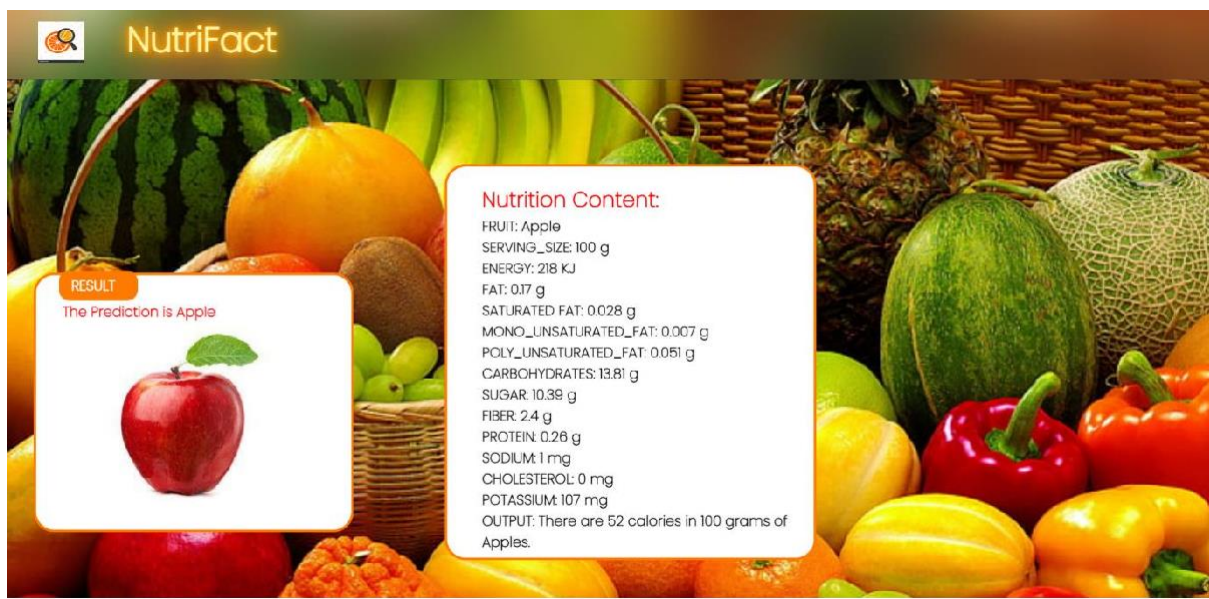 NutriFact
RESULT
The Prediction is Apple
Nutrition Content:
FRUIT: Apple
SERVING_SIZE: 100 g
ENERGY: 218 KJ
FAT: 0.17 g
SATURATED FAT: 0.028 g
MONO_UNSATURATED_FAT: 0.007 g
POLY_UNSATURATED_FAT: 0.051 g
CARBOHYDRATES: 13.81 g
SUGAR: 10.39 g
FIBER: 2.4 g
PROTEIN: 0.26 g
SODIUM: 1 mg
CHOLESTEROL: 0 mg
POTASSIUM: 107 mg
OUTPUT: There are 52 calories in 100 grams of
Apples.